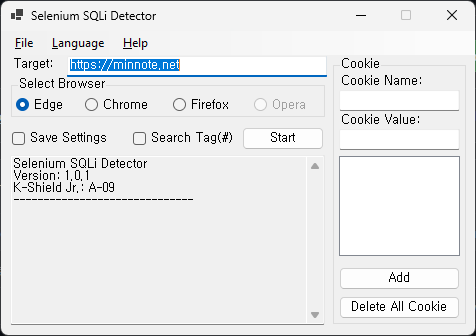 Selenium SQLi Detector
File Language Help
Target: https://minnote.net
Select Browser
Edge Chrome Firefox Opera
Save Settings Search Tag(#) Start
Selenium SQLi Detector
Version: 1.0.1
K-Shield Jr.: A-09
------------------------------
Cookie
Cookie Name:
Cookie Value:
Add
Delete All Cookie